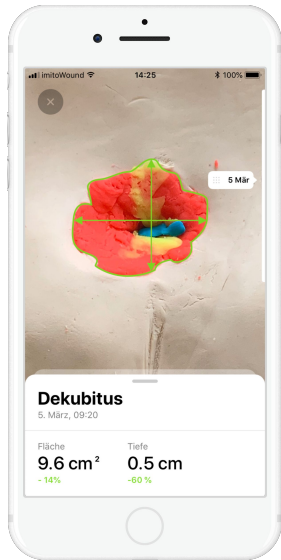 imitoWound
14:25
100%
5 Mär
Dekubitus
5. März, 09:20
Fläche
Tiefe
9.6 cm²
0.5 cm
- 14%
-60 %